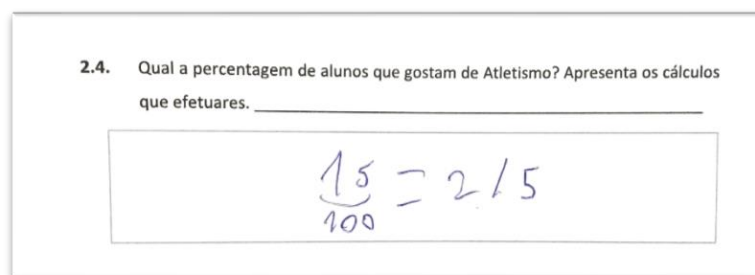 2.4. Qual a percentagem de alunos que gostam de Atletismo? Apresenta os cálculos
que efetuares.
15/100 = 2/5